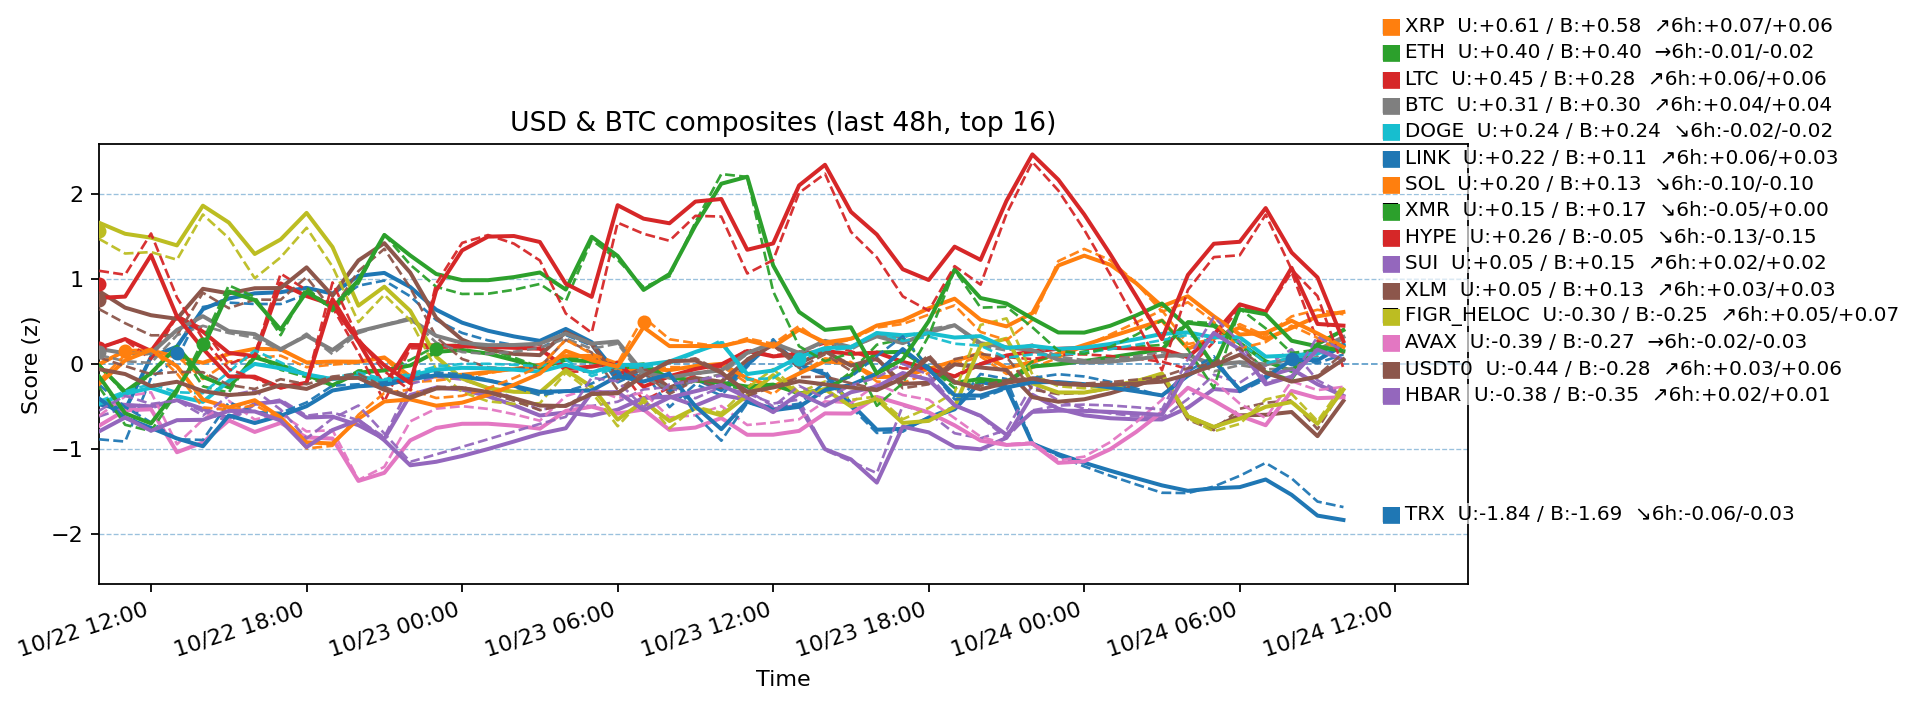 XRP  U:+0.61 / B:+0.58  ↗6h:+0.07/+0.06
ETH  U:+0.40 / B:+0.40  →6h:-0.01/-0.02
LTC  U:+0.45 / B:+0.28  ↗6h:+0.06/+0.06
BTC  U:+0.31 / B:+0.30  ↗6h:+0.04/+0.04
DOGE  U:+0.24 / B:+0.24  ↘6h:-0.02/-0.02
LINK  U:+0.22 / B:+0.11  ↗6h:+0.06/+0.03
SOL  U:+0.20 / B:+0.13  ↘6h:-0.10/-0.10
XMR  U:+0.15 / B:+0.17  ↘6h:-0.05/+0.00
HYPE  U:+0.26 / B:-0.05  ↘6h:-0.13/-0.15
SUI  U:+0.05 / B:+0.15  ↗6h:+0.02/+0.02
XLM  U:+0.05 / B:+0.13  ↗6h:+0.03/+0.03
FIGR_HELOC  U:-0.30 / B:-0.25  ↗6h:+0.05/+0.07
AVAX  U:-0.39 / B:-0.27  →6h:-0.02/-0.03
USDT0  U:-0.44 / B:-0.28  ↗6h:+0.03/+0.06
HBAR  U:-0.38 / B:-0.35  ↗6h:+0.02/+0.01
TRX  U:-1.84 / B:-1.69  ↘6h:-0.06/-0.03
USD & BTC composites (last 48h, top 16)
Score (z)
2
1
0
−1
−2
10/22 12:00
10/22 18:00
10/23 00:00
10/23 06:00
10/23 12:00
10/23 18:00
10/24 00:00
10/24 06:00
10/24 12:00
Time